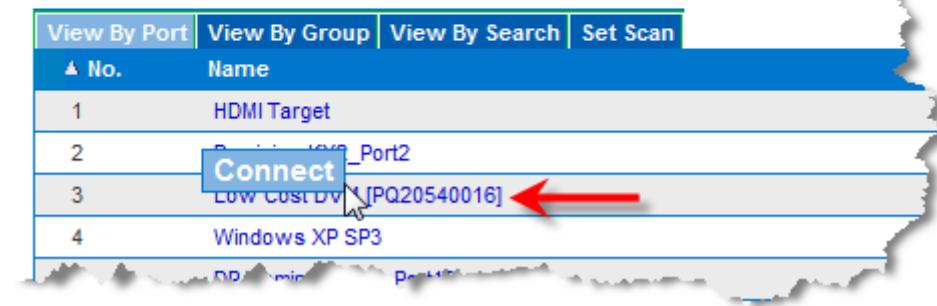 View By Port View By Group View By Search Set Scan
▲ No. Name
1 HDMI Target
2 Port2
Connect
3 Low Cost [PQ20540016]
4 Windows XP SP3